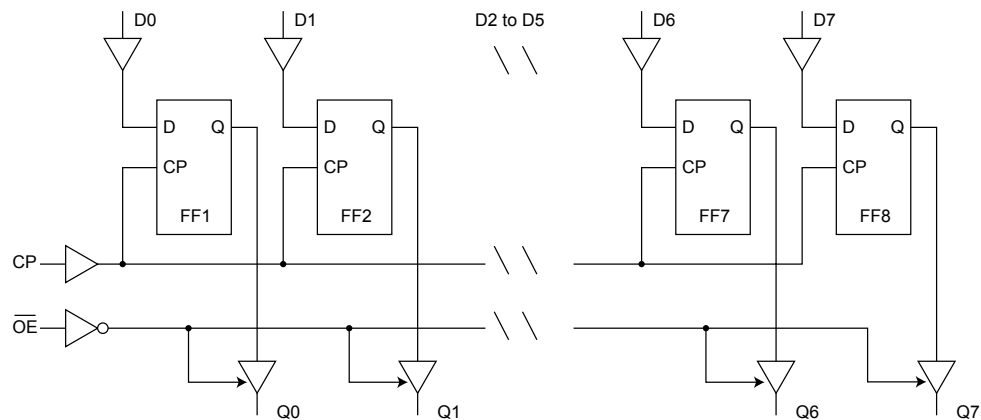 D0 D1 D2 to D5 D6 D7
D Q D Q D Q D Q
CP CP CP CP
FF1 FF2 FF7 FF8
CP
O̅E̅
Q0 Q1 Q6 Q7